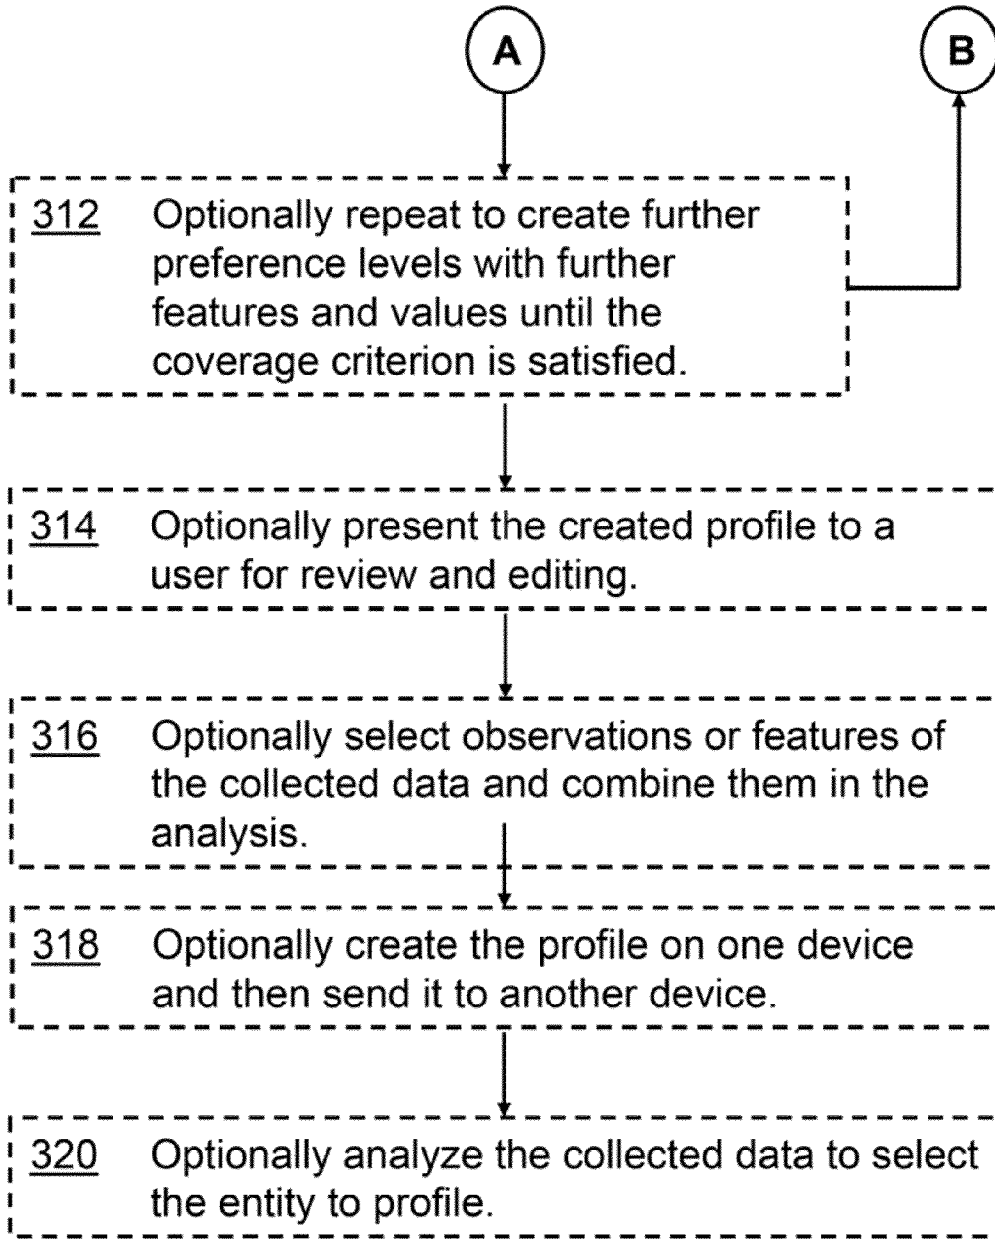 A
B
312 Optionally repeat to create further
preference levels with further
features and values until the
coverage criterion is satisfied.
314 Optionally present the created profile to a
user for review and editing.
316 Optionally select observations or features of
the collected data and combine them in the
analysis.
318 Optionally create the profile on one device
and then send it to another device.
320 Optionally analyze the collected data to select
the entity to profile.